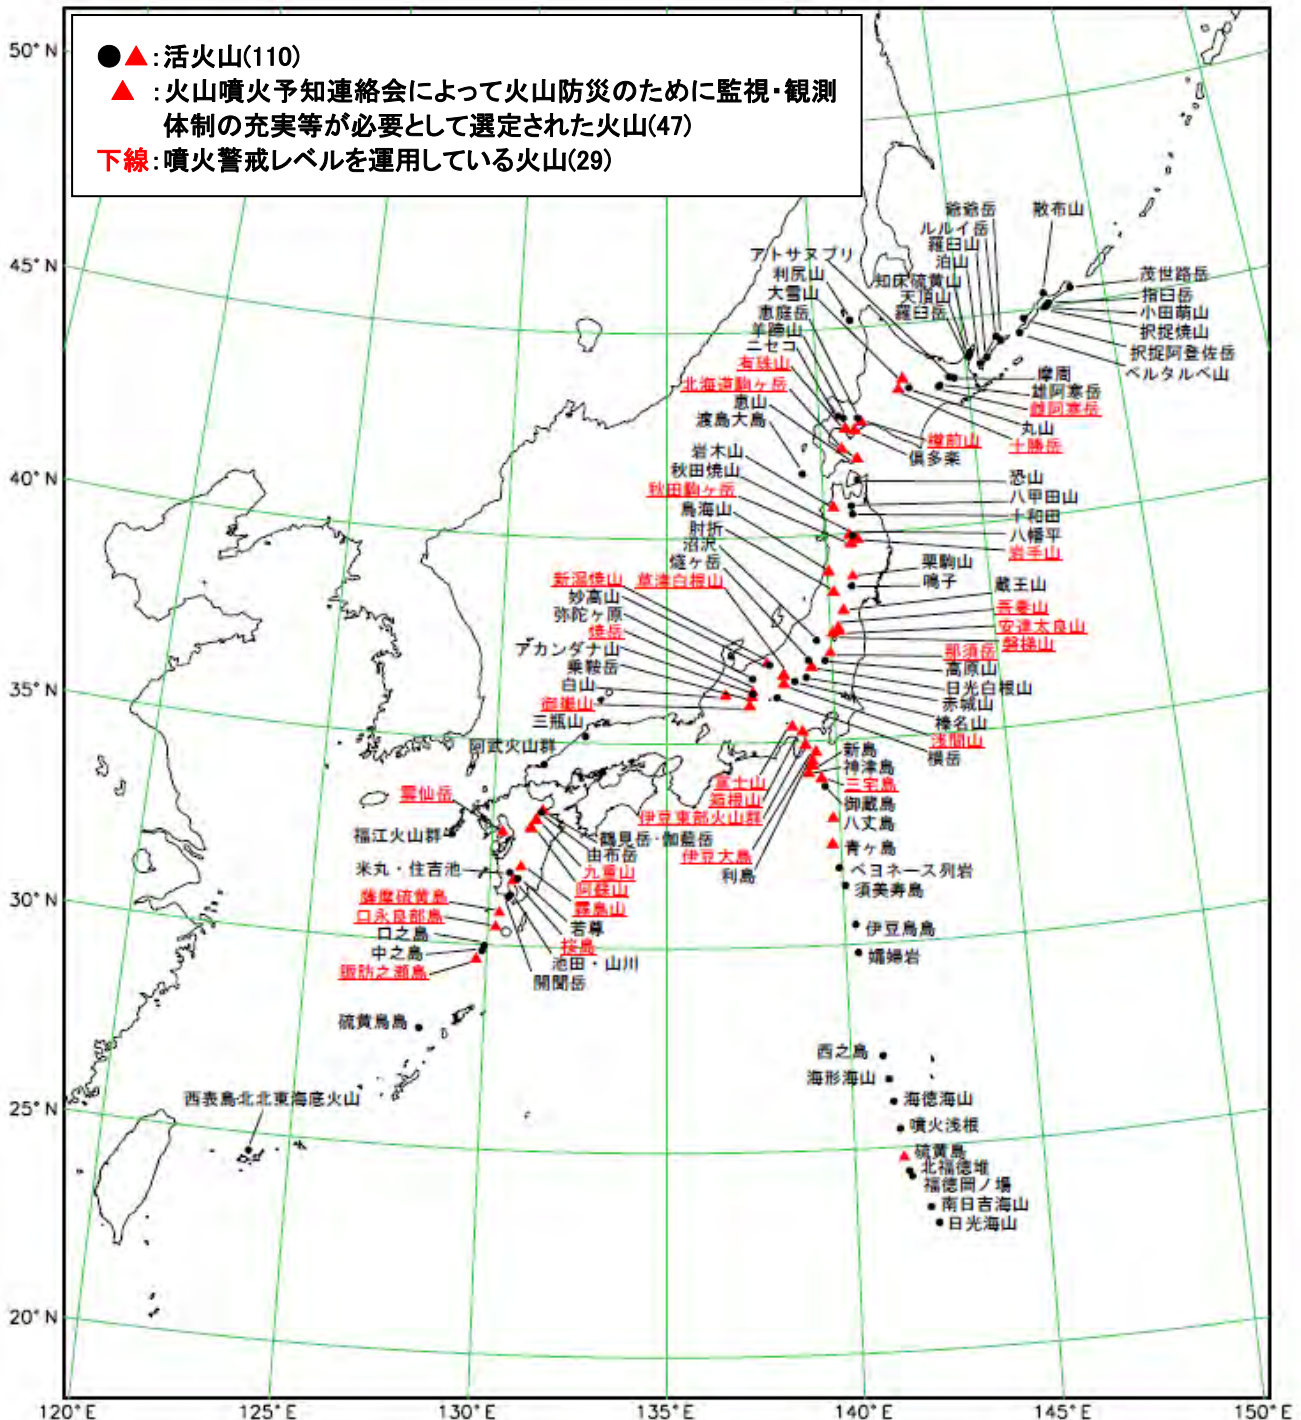 ●▲：活火山(110)
▲ ：火山噴火予知連絡会によって火山防災のために監視・観測
体制の充実等が必要として選定された火山(47)
下線：噴火警戒レベルを運用している火山(29)
50° N
45° N
40° N
35° N
30° N
25° N
20° N
120° E
125° E
130° E
135° E
140° E
145° E
150° E
爺爺岳
散布山
ルルイ岳
羅臼山
泊山
アトサヌプリ
利尻山
知床硫黄山
大雪山
天頂山
恵庭岳
羅臼岳
羊蹄山
ニセコ
有珠山
北海道駒ヶ岳
恵山
渡島大島
茂世路岳
指臼岳
小田萌山
択捉焼山
択捉阿登佐岳
ベルタルベ山
摩周
雄阿寒岳
雌阿寒岳
丸山
十勝岳
樽前山
倶多楽
岩木山
秋田焼山
秋田駒ヶ岳
鳥海山
肘折
沼沢
燧ヶ岳
恐山
八甲田山
十和田
八幡平
岩手山
栗駒山
鳴子
蔵王山
吾妻山
安達太良山
磐梯山
那須岳
高原山
日光白根山
赤城山
榛名山
浅間山
横岳
新潟焼山
草津白根山
妙高山
弥陀ヶ原
焼岳
アカンダナ山
乗鞍岳
白山
御嶽山
三瓶山
阿武火山群
雲仙岳
福江火山群
米丸・住吉池
薩摩硫黄島
口永良部島
口之島
中之島
諏訪之瀬島
硫黄鳥島
西表島北北東海底火山
鶴見岳・伽藍岳
由布岳
九重山
阿蘇山
霧島山
若尊
桜島
池田・山川
開聞岳
富士山
箱根山
伊豆東部火山群
伊豆大島
利島
新島
神津島
三宅島
御蔵島
八丈島
青ヶ島
ベヨネース列岩
須美寿島
伊豆鳥島
孀婦岩
西之島
海形海山
海徳海山
噴火浅根
硫黄島
北福徳堆
福徳岡ノ場
南日吉海山
日光海山